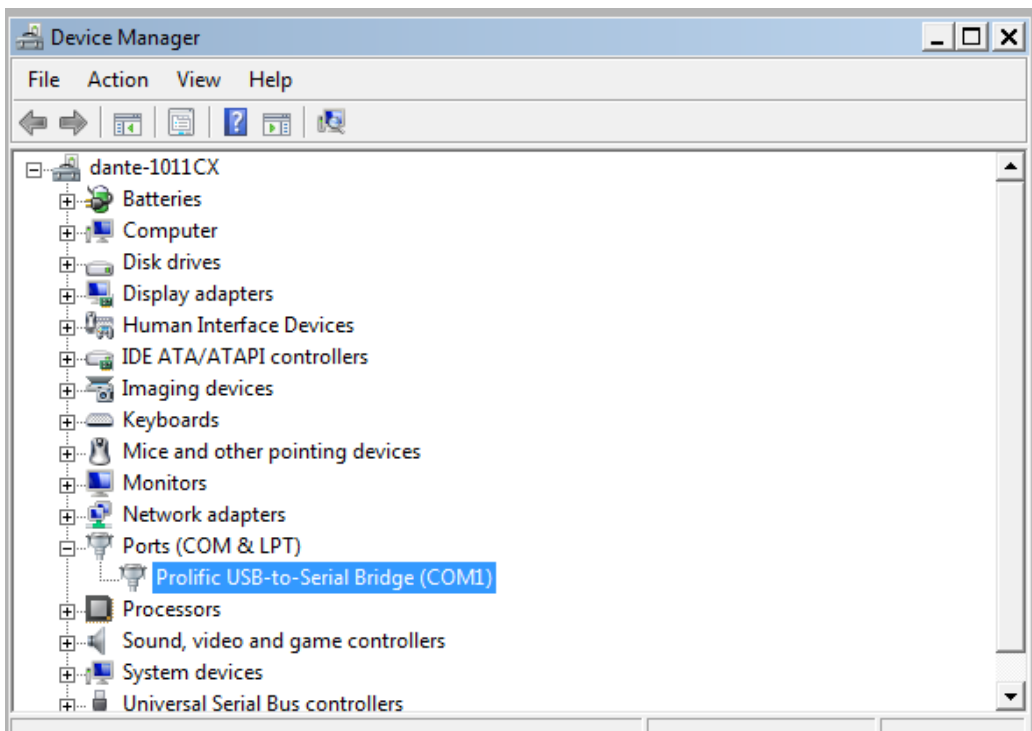 Device Manager
File Action View Help
dante-1011CX
Batteries
Computer
Disk drives
Display adapters
Human Interface Devices
IDE ATA/ATAPI controllers
Imaging devices
Keyboards
Mice and other pointing devices
Monitors
Network adapters
Ports (COM & LPT)
Prolific USB-to-Serial Bridge (COM1)
Processors
Sound, video and game controllers
System devices
Universal Serial Bus controllers